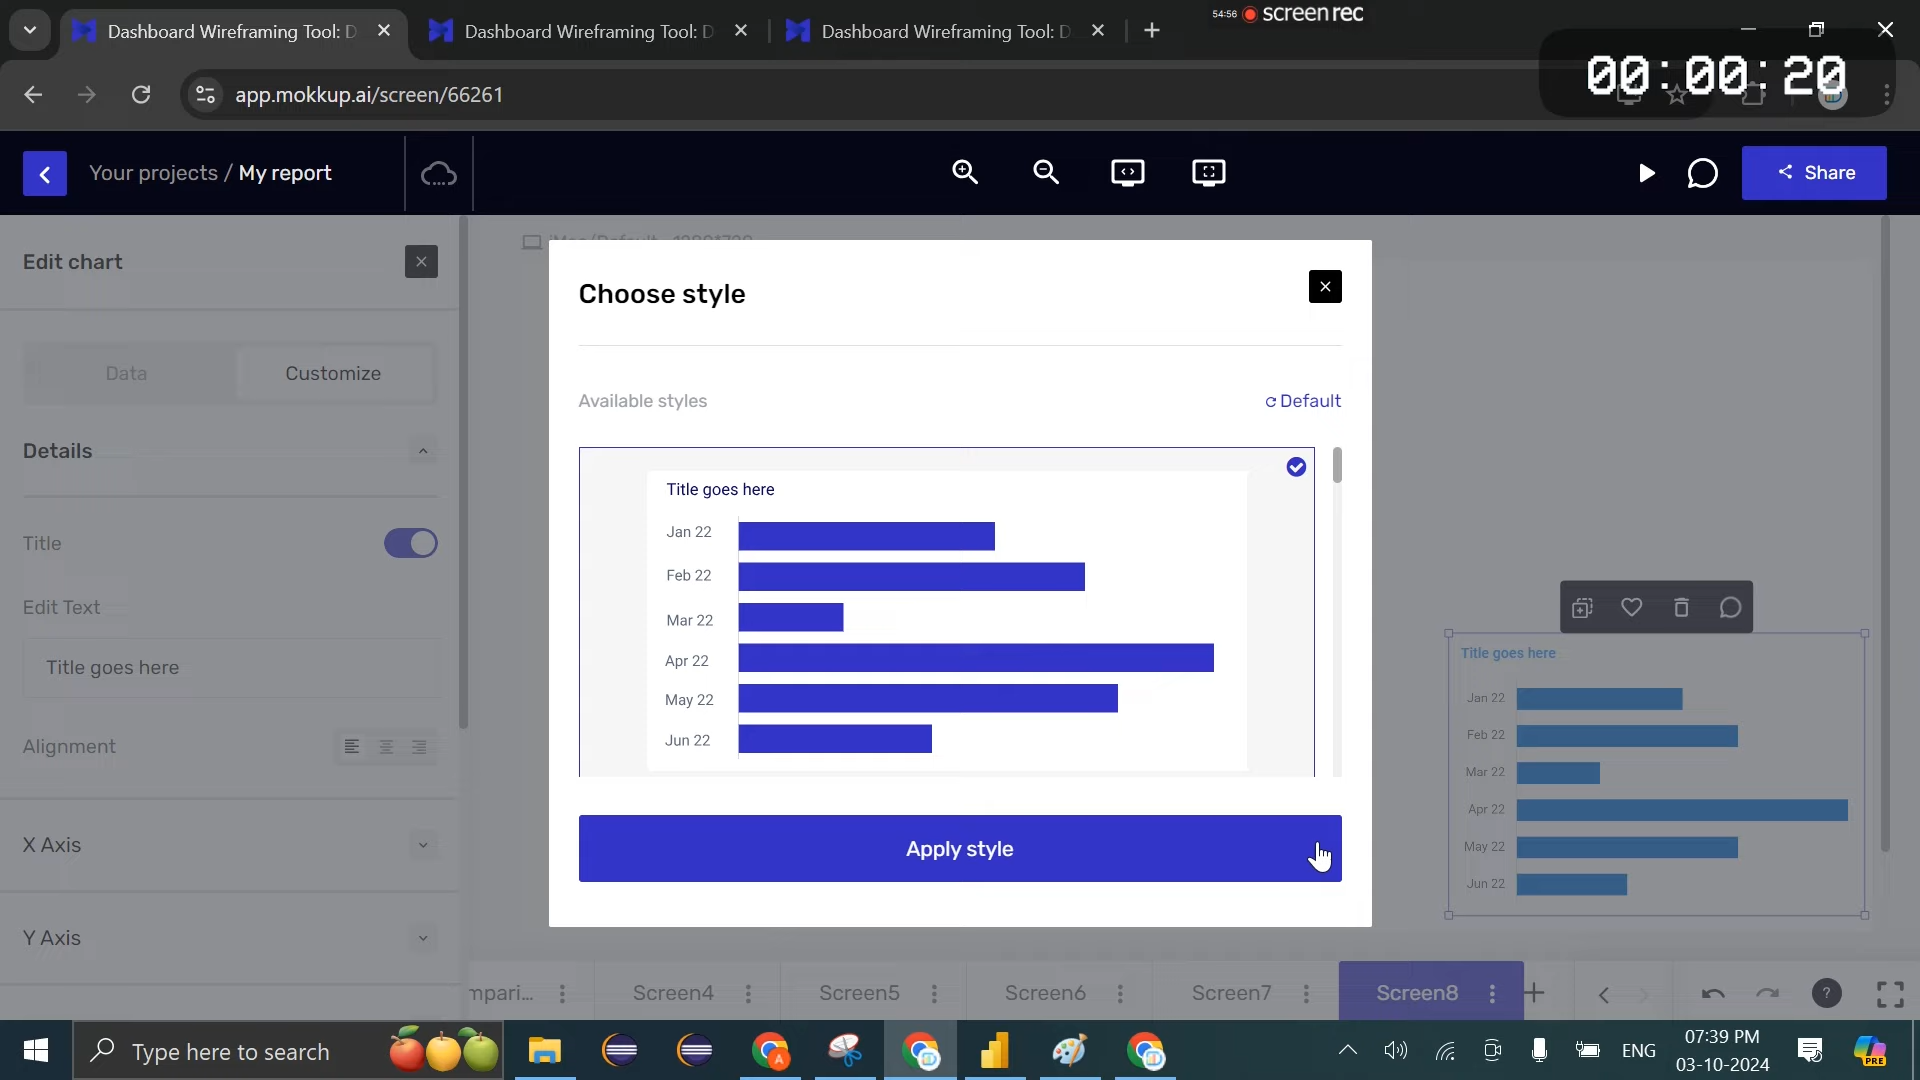 Dashboard Wireframing Tool: D
Dashboard Wireframing Tool: D
Dashboard Wireframing Tool: D
54:56 screenrec
00:00:20
app.mokkup.ai/screen/66261
Your projects / My report
Share
Edit chart
Data
Customize
Details
Title
Edit Text
Title goes here
Alignment
X Axis
Y Axis
Choose style
Available styles
Default
Title goes here
Jan 22
Feb 22
Mar 22
Apr 22
May 22
Jun 22
Apply style
Title goes here
Jan 22
Feb 22
Mar 22
Apr 22
May 22
Jun 22
mpari...
Screen4
Screen5
Screen6
Screen7
Screen8
?
Type here to search
ENG
07:39 PM
03-10-2024
PRE